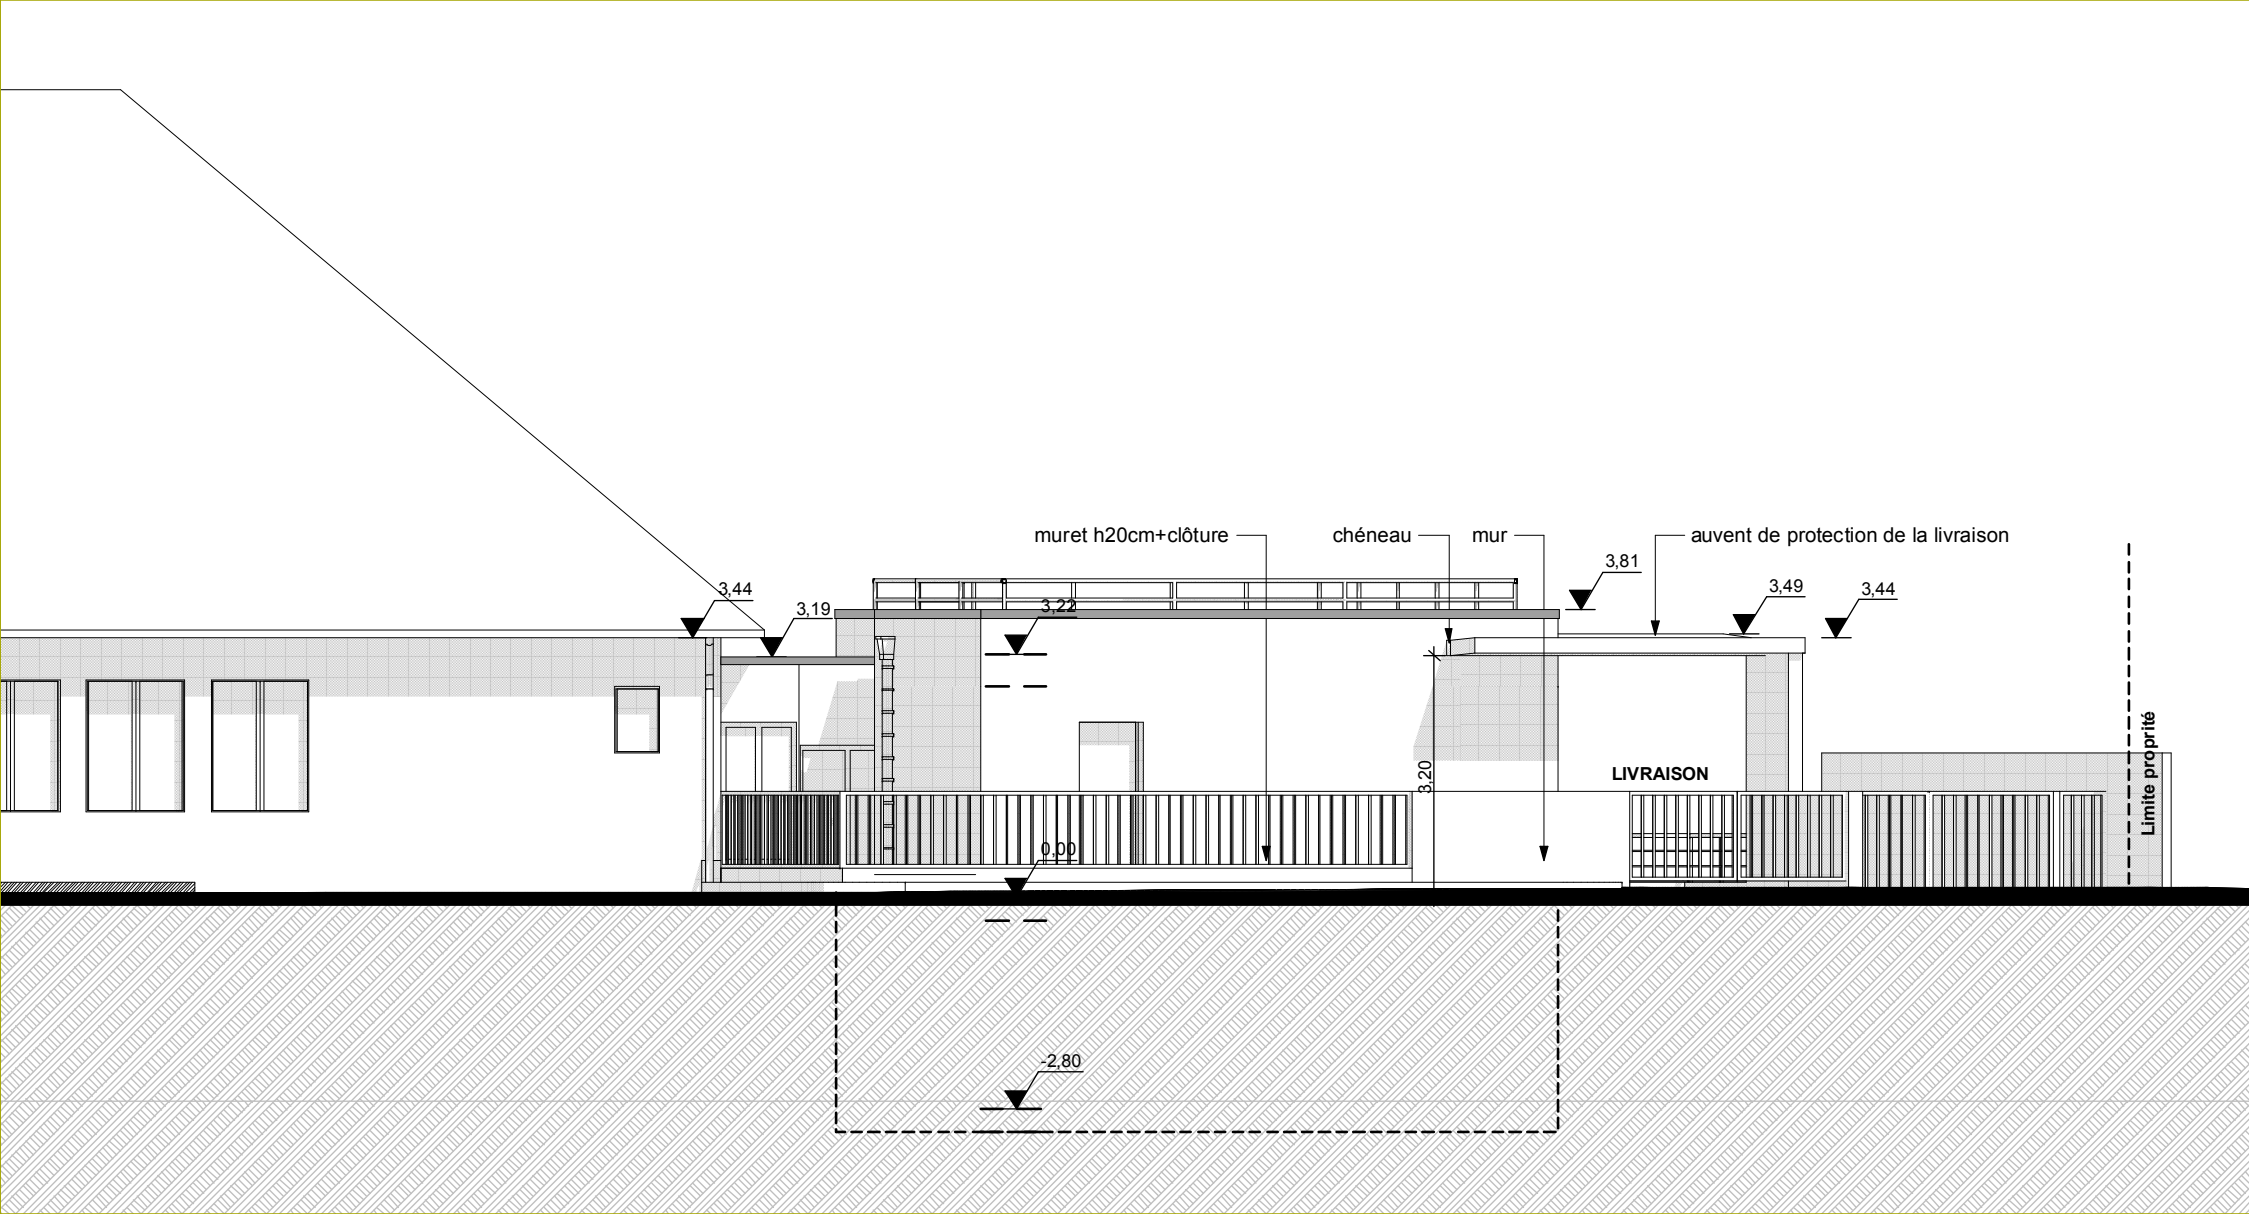 muret h20cm+clôture
chéneau
mur
auvent de protection de la livraison
3,81
3,44
3,49
3,44
3,19
3,22
3,20
LIVRAISON
Limite proprité
0,00
-2,80